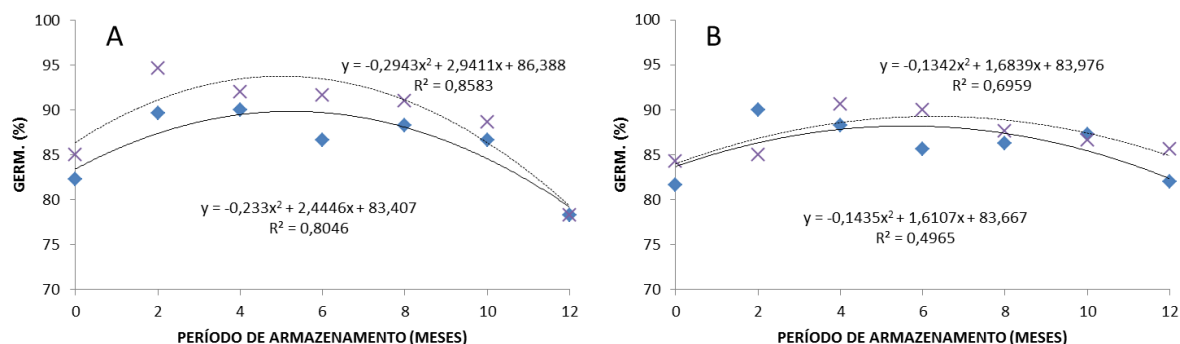 A
y = -0,2943x² + 2,9411x + 86,388
R² = 0,8583
y = -0,233x² + 2,4446x + 83,407
R² = 0,8046
GERM. (%)
100
95
90
85
80
75
70
0 2 4 6 8 10 12
PERÍODO DE ARMAZENAMENTO (MESES)
B
y = -0,1342x² + 1,6839x + 83,976
R² = 0,6959
y = -0,1435x² + 1,6107x + 83,667
R² = 0,4965
GERM. (%)
100
95
90
85
80
75
70
0 2 4 6 8 10 12
PERÍODO DE ARMAZENAMENTO (MESES)